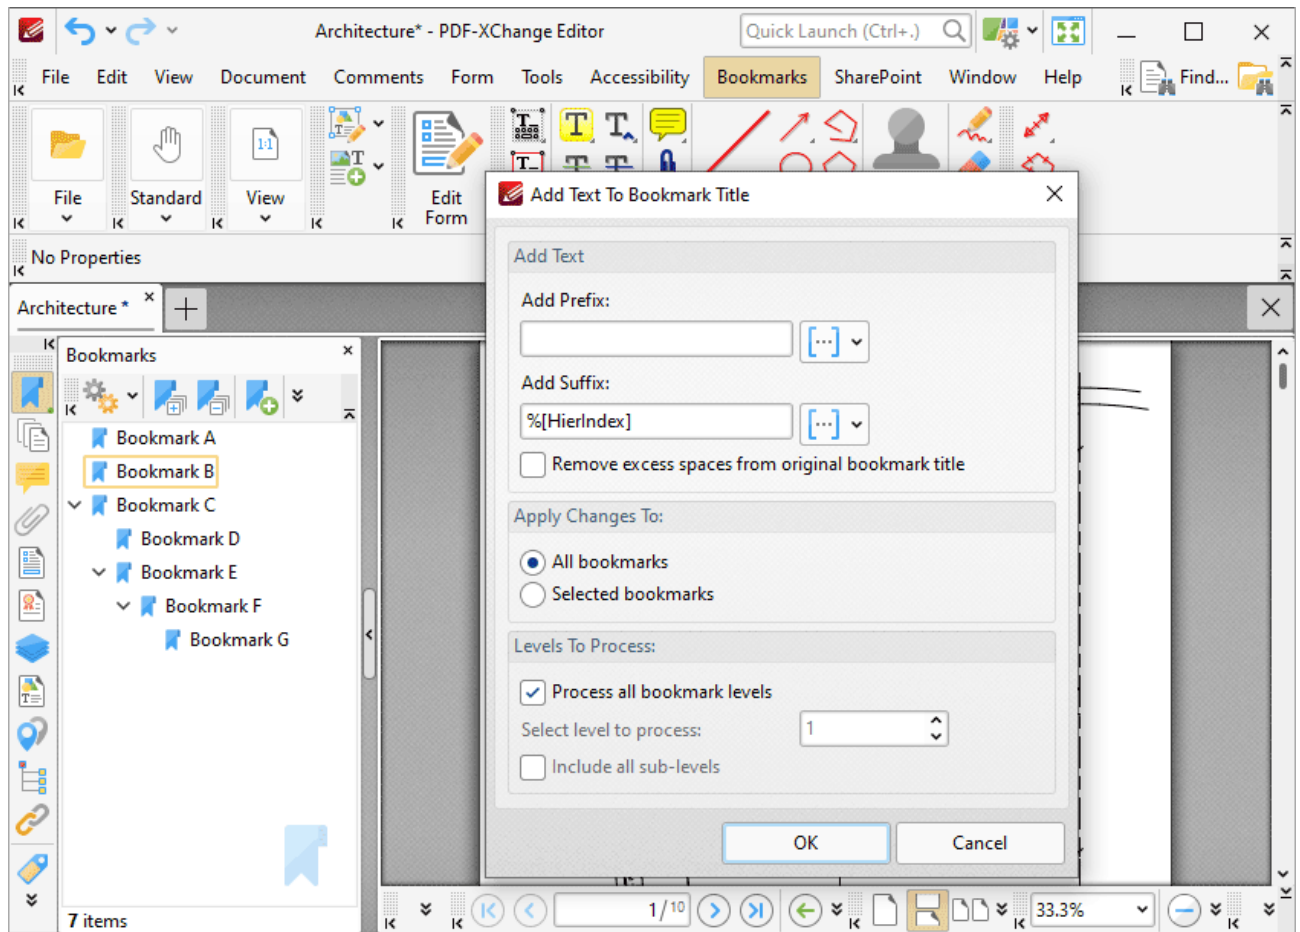 Architecture* - PDF-XChange Editor
Quick Launch (Ctrl+.)
File Edit View Document Comments Form Tools Accessibility Bookmarks SharePoint Window Help Find...
1:1
File Standard View Edit Form
No Properties
Architecture *
Bookmarks
Bookmark A
Bookmark B
Bookmark C
Bookmark D
Bookmark E
Bookmark F
Bookmark G
7 items
Add Text To Bookmark Title
Add Text
Add Prefix:
Add Suffix:
%[HierIndex]
Remove excess spaces from original bookmark title
Apply Changes To:
All bookmarks
Selected bookmarks
Levels To Process:
Process all bookmark levels
Select level to process: 1
Include all sub-levels
OK Cancel
1/10 33.3%